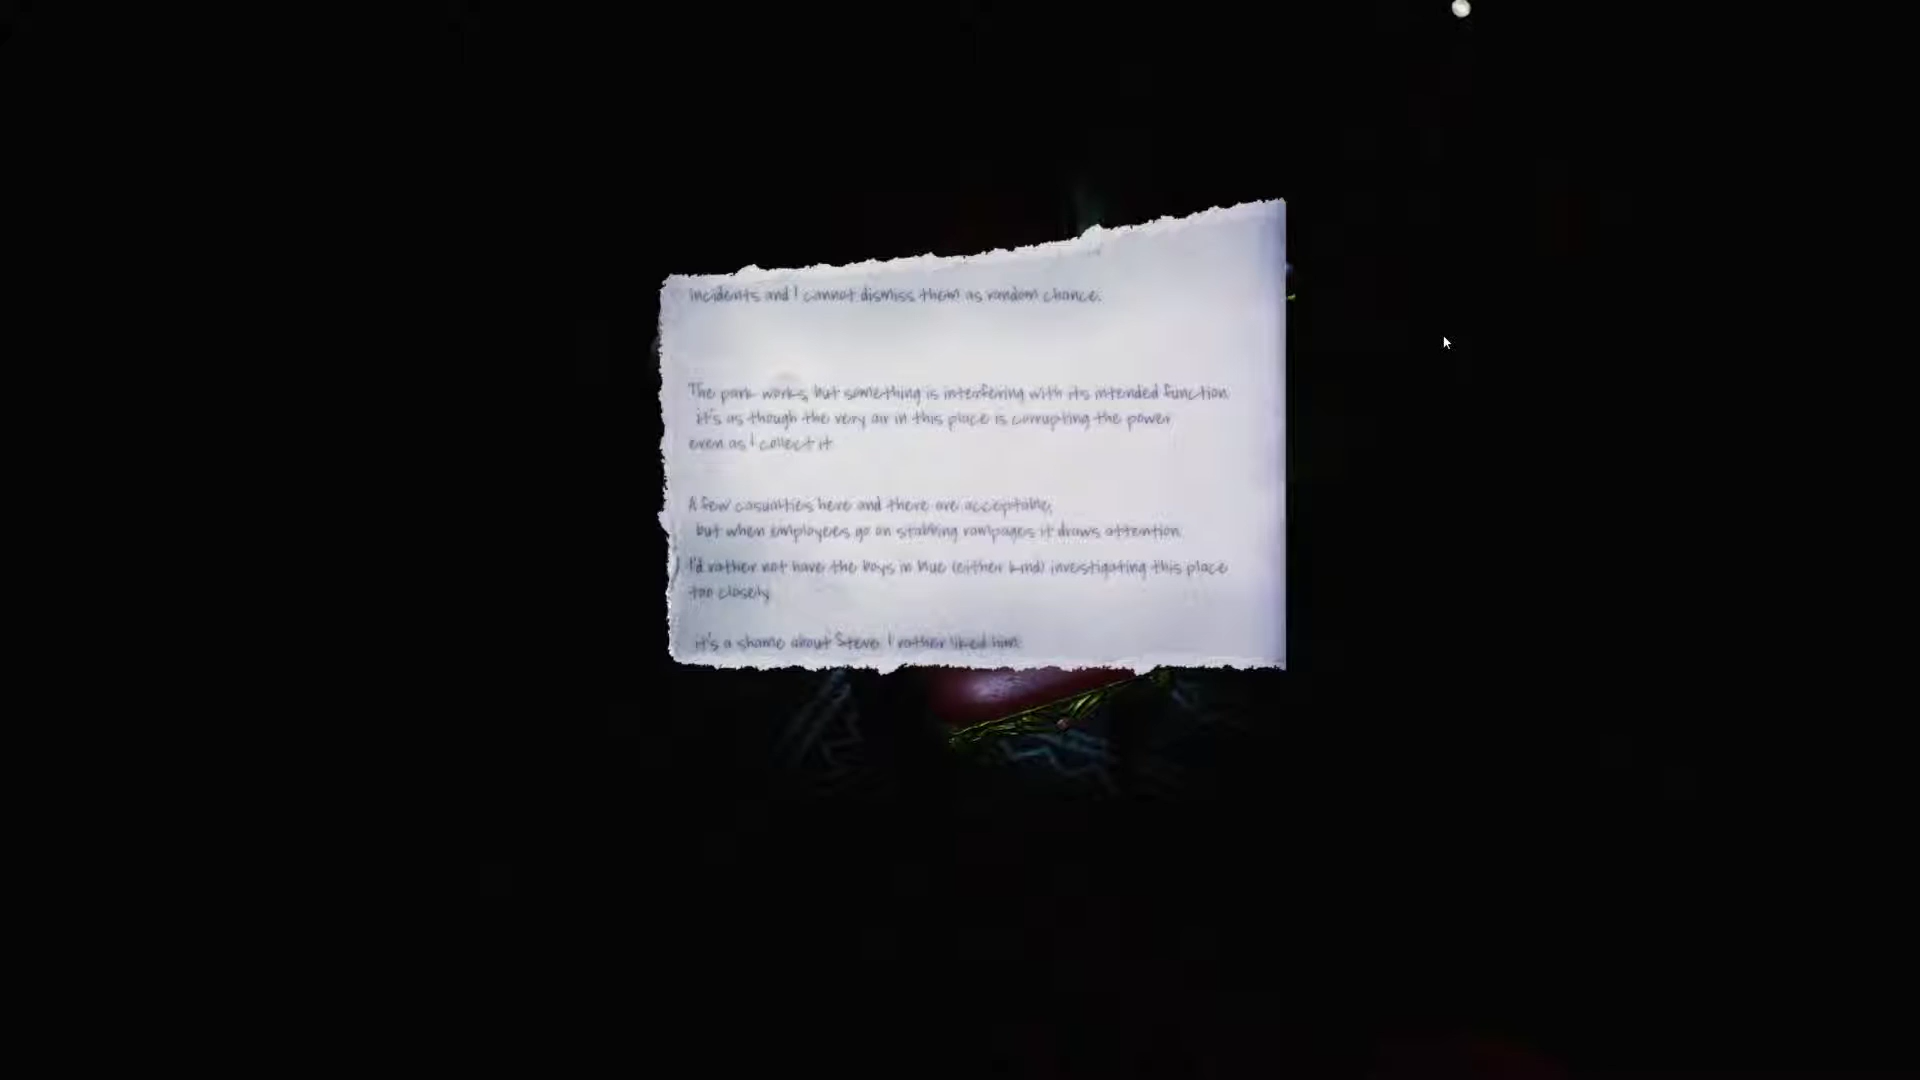 incidents and I cannot dismiss them as random chance.
The park works, but something is interfering with its intended function
it's as though the very air in this place is corrupting the power
even as I collect it
A few casualties here and there are acceptable,
but when employees go on stabbing rampages it draws attention.
I'd rather not have the boys in blue (either kind) investigating this place
too closely
it's a shame about Steve. I rather liked him.